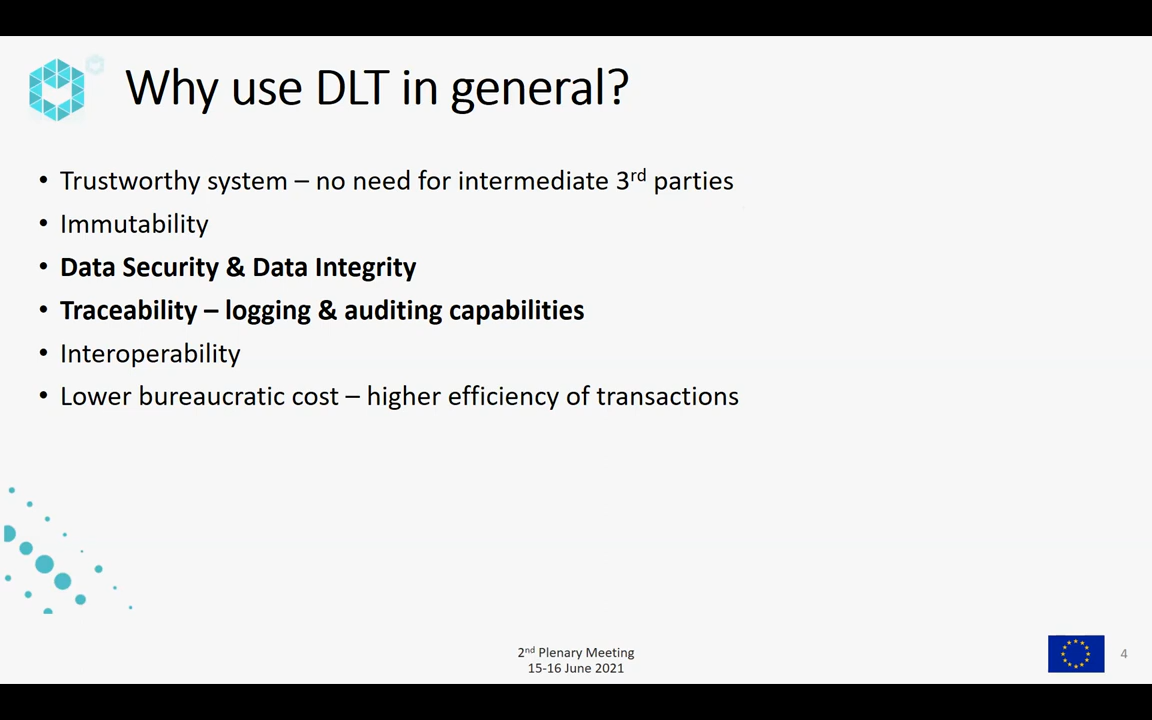 Why use DLT in general?
• Trustworthy system – no need for intermediate 3rd parties
• Immutability
• Data Security & Data Integrity
• Traceability – logging & auditing capabilities
• Interoperability
• Lower bureaucratic cost – higher efficiency of transactions
2nd Plenary Meeting
15-16 June 2021
4